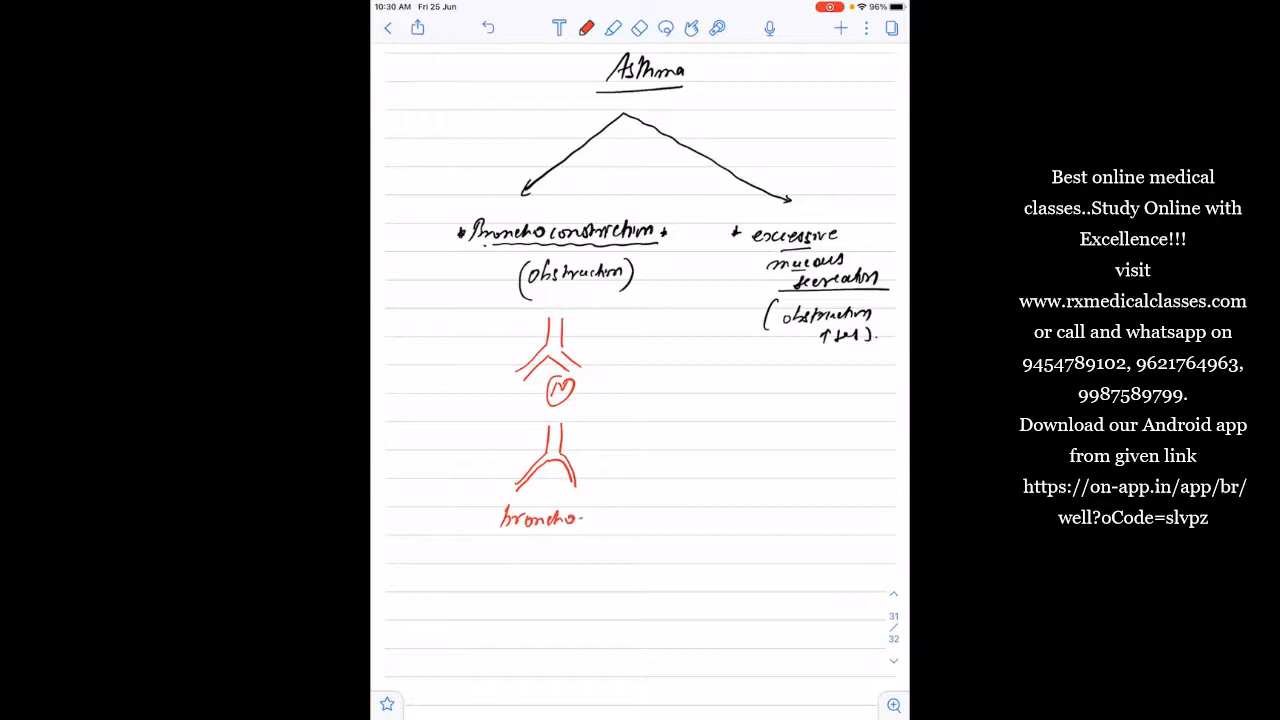 10:30 AM Fri 25 Jun
96%
Asthma
* Bronchoconstriction *
(obstruction)
* excessive
mucous
secreation
(obstruction
↑ses).
N
broncho.
31
/
32
Best online medical
classes..Study Online with
Excellence!!!
visit
www.rxmedicalclasses.com
or call and whatsapp on
9454789102, 9621764963,
9987589799.
Download our Android app
from given link
https://on-app.in/app/br/
well?oCode=slvpz